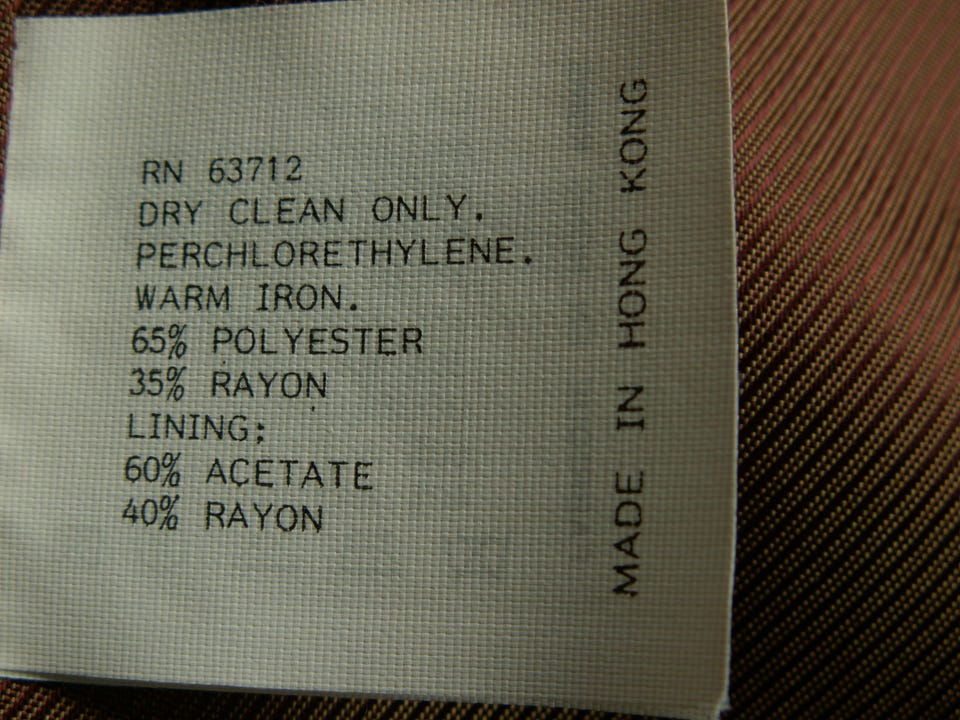 RN 63712
DRY CLEAN ONLY.
PERCHLORETHYLENE.
WARM IRON.
65% POLYESTER
35% RAYON
LINING;
60% ACETATE
40% RAYON
MADE IN HONG KONG